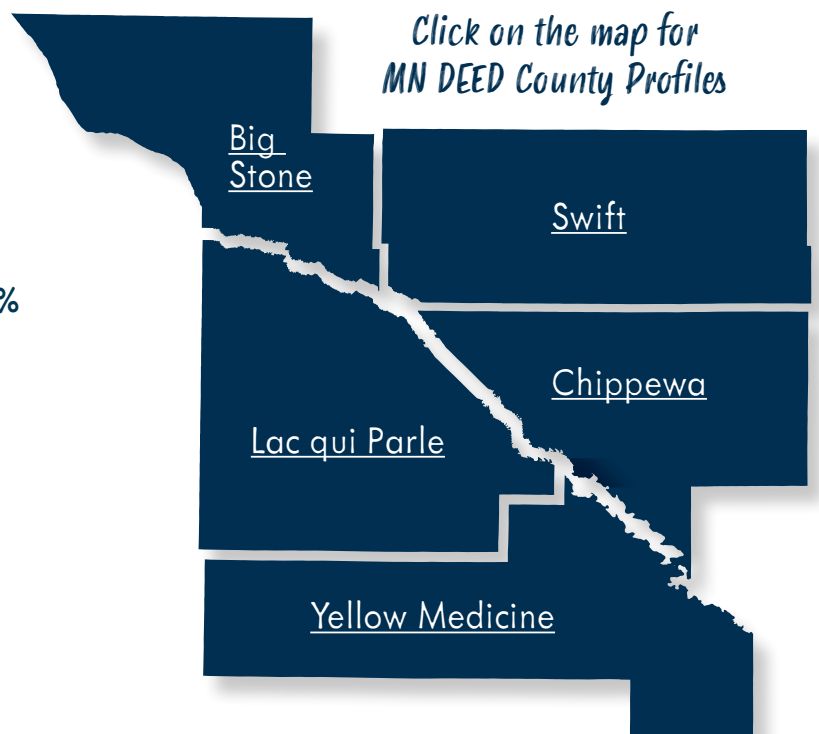 Click on the map for
MN DEED County Profiles
Big
Stone
Swift
%
Chippewa
Lac qui Parle
Yellow Medicine